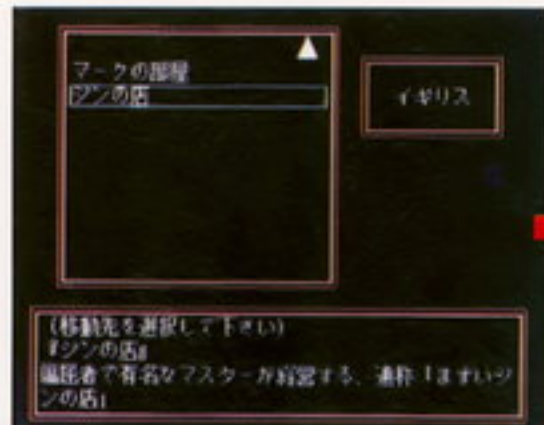 マークの部屋
ジンの店
イギリス
(移動先を選択して下さい)
『ジンの店』
偏屈者で有名なマスターが経営する、通称「まずいジ
ンの店」